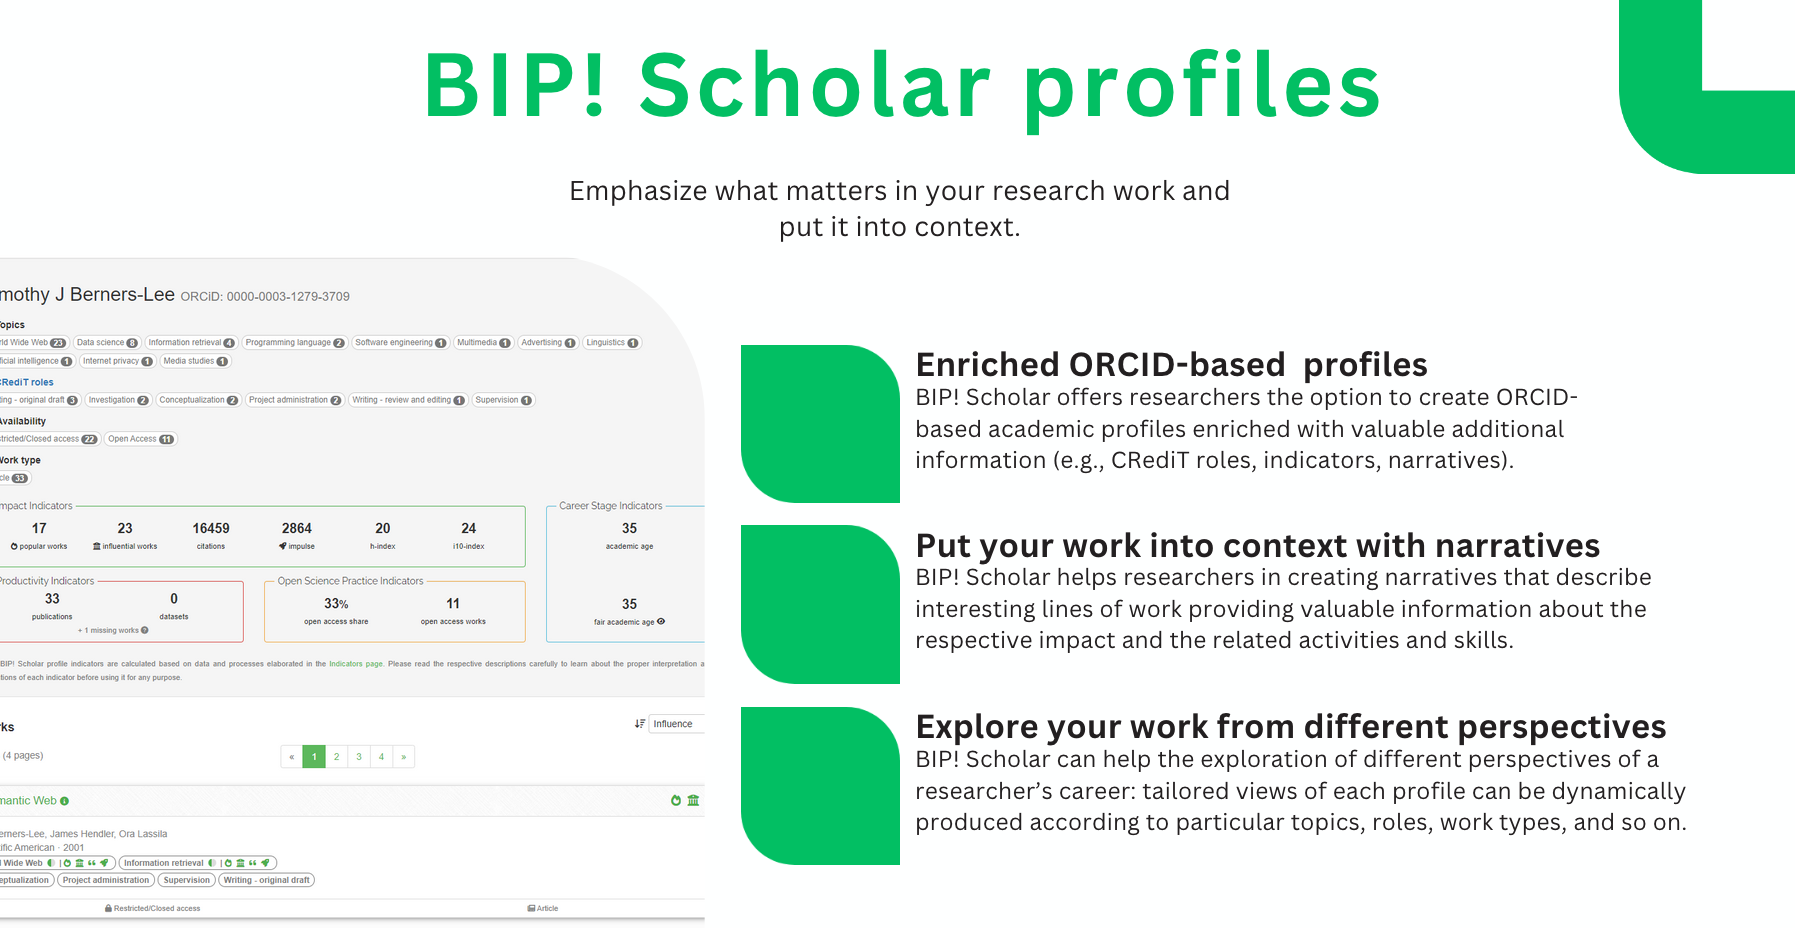 BIP! Scholar profiles
Emphasize what matters in your research work and
put it into context.
mothy J Berners-Lee ORCiD: 0000-0003-1279-3709
opics
ld Wide Web 23 Data science 8 Information retrieval 4 Programming language 2 Software engineering 1 Multimedia 1 Advertising 1 Linguistics 1
ficial intelligence 1 Internet privacy 1 Media studies 1
CRediT roles
ting - original draft 3 Investigation 2 Conceptualization 2 Project administration 2 Writing - review and editing 1 Supervision 1
Availability
stricted/Closed access 22 Open Access 11
Work type
cle 33
mpact Indicators
17 23 16459 2864 20 24
popular works influential works citations impulse h-index i10-index
Career Stage Indicators
35
academic age
35
fair academic age
Productivity Indicators
33 0
publications datasets
+ 1 missing works
Open Science Practice Indicators
33% 11
open access share open access works
BIP! Scholar profile indicators are calculated based on data and processes elaborated in the Indicators page. Please read the respective descriptions carefully to learn about the proper interpretation a
tions of each indicator before using it for any purpose.
ks
Influence
(4 pages)
« 1 2 3 4 »
mantic Web
erners-Lee, James Hendler, Ora Lassila
ific American · 2001
d Wide Web Information retrieval
eptualization Project administration Supervision Writing - original draft
Restricted/Closed access Article
Enriched ORCID-based profiles
BIP! Scholar offers researchers the option to create ORCID-
based academic profiles enriched with valuable additional
information (e.g., CRediT roles, indicators, narratives).
Put your work into context with narratives
BIP! Scholar helps researchers in creating narratives that describe
interesting lines of work providing valuable information about the
respective impact and the related activities and skills.
Explore your work from different perspectives
BIP! Scholar can help the exploration of different perspectives of a
researcher’s career: tailored views of each profile can be dynamically
produced according to particular topics, roles, work types, and so on.